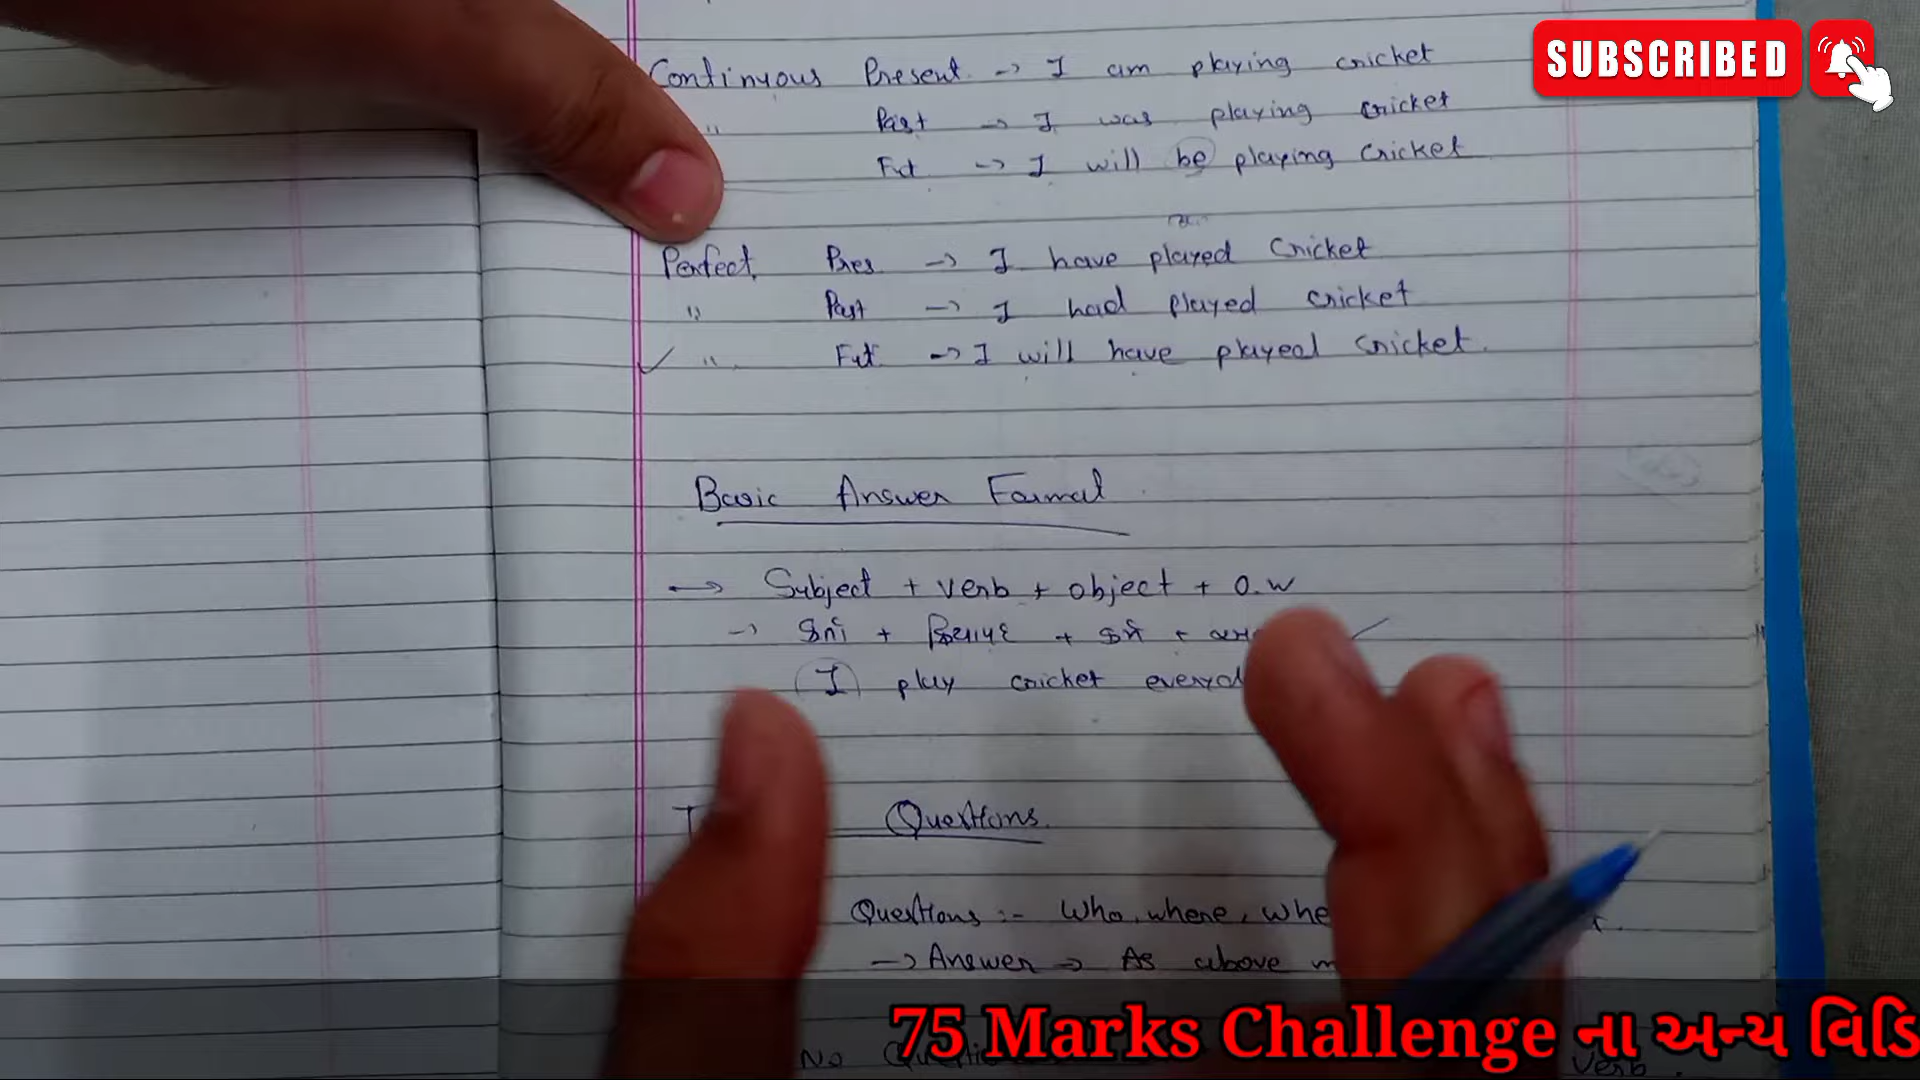 SUBSCRIBED
Continuous Present → I am playing cricket
" Past → I was playing cricket
Fut → I will be playing cricket
Perfect Pres → I have played cricket
" Past → I had played cricket
✓ " Fut → I will have played cricket.
Basic Answer Format
→ Subject + verb + object + O.W
→ કર્તા + ક્રિયાપદ + કર્મ +
I play cricket
Questions
Questions :- Who, where,
→ Answer → As above
No
verb.
75 Marks Challenge ના અન્ય વિડિ